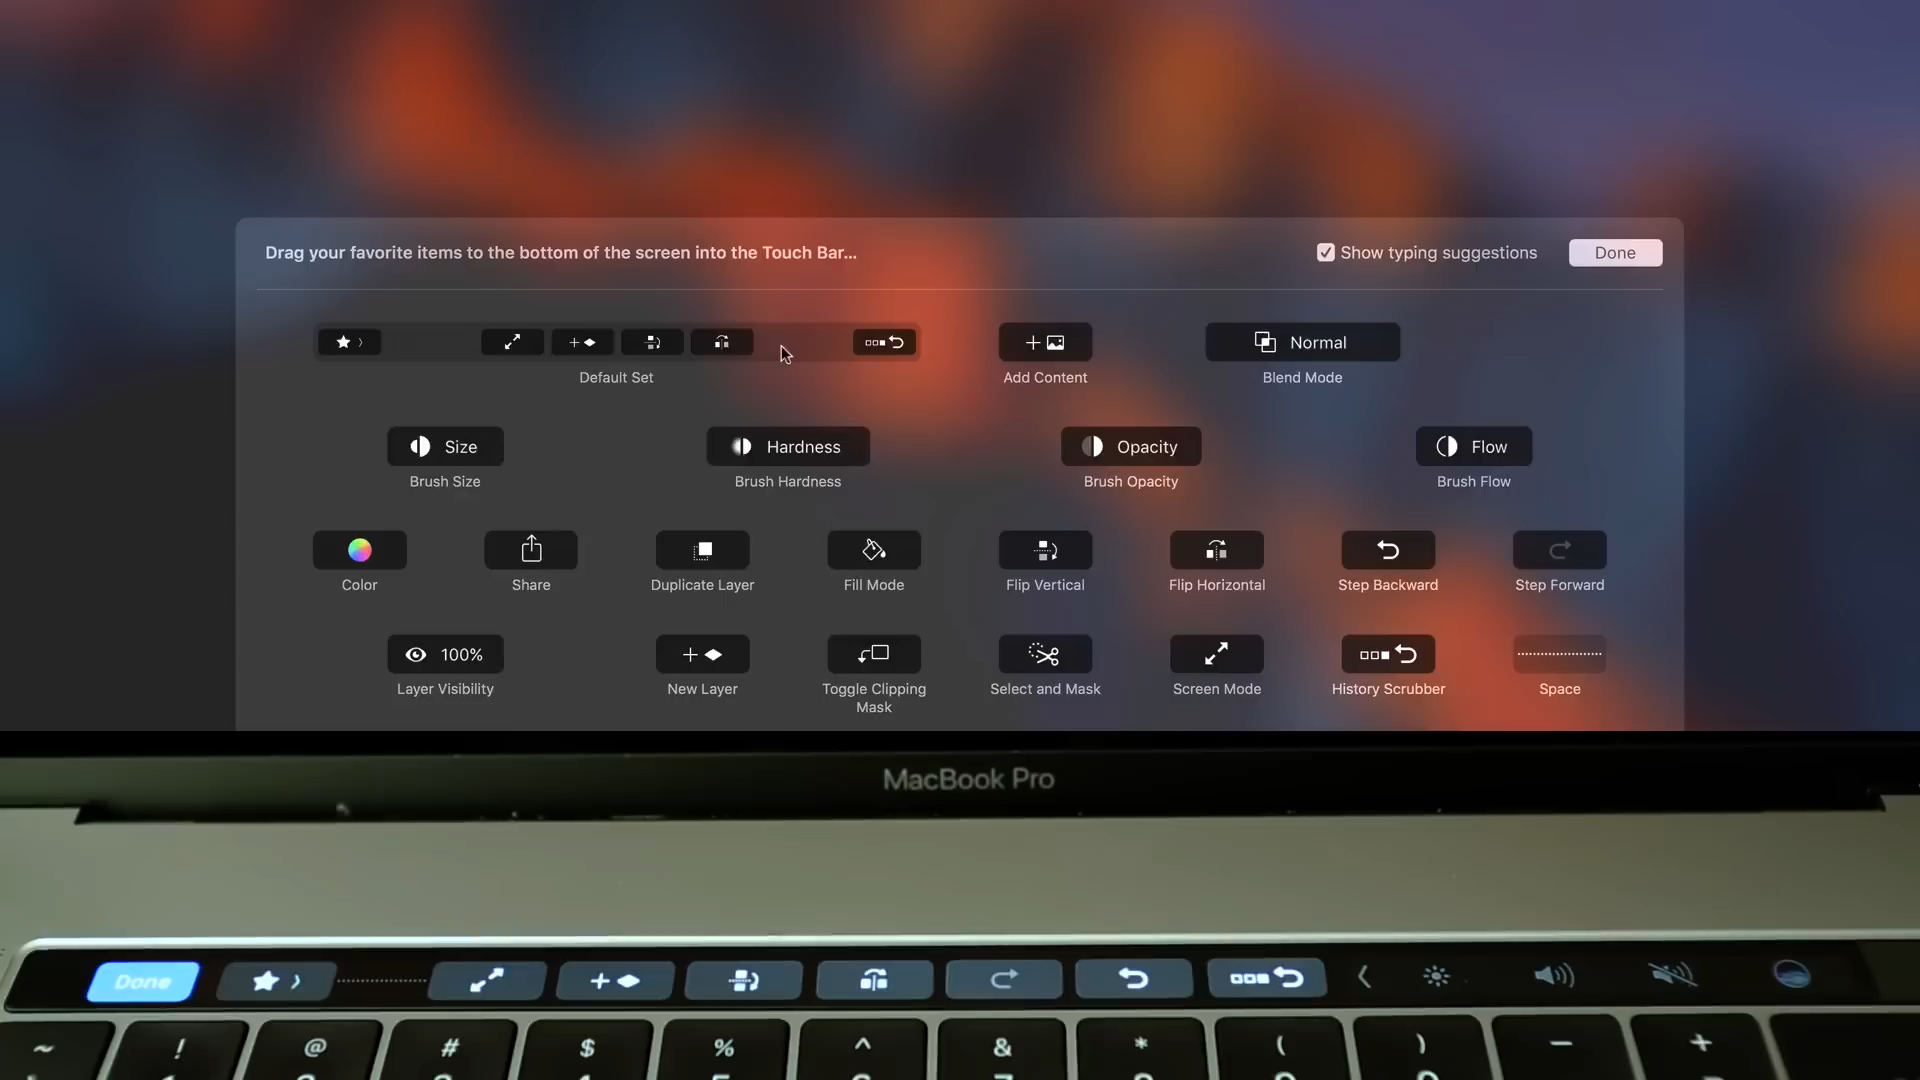 Drag your favorite items to the bottom of the screen into the Touch Bar...
Show typing suggestions
Done
Default Set
Add Content
Normal
Blend Mode
Size
Brush Size
Hardness
Brush Hardness
Opacity
Brush Opacity
Flow
Brush Flow
Color
Share
Duplicate Layer
Fill Mode
Flip Vertical
Flip Horizontal
Step Backward
Step Forward
100%
Layer Visibility
New Layer
Toggle Clipping
Mask
Select and Mask
Screen Mode
History Scrubber
Space
MacBook Pro
Done
~ ! @ # $ % ^ & * ( ) − +